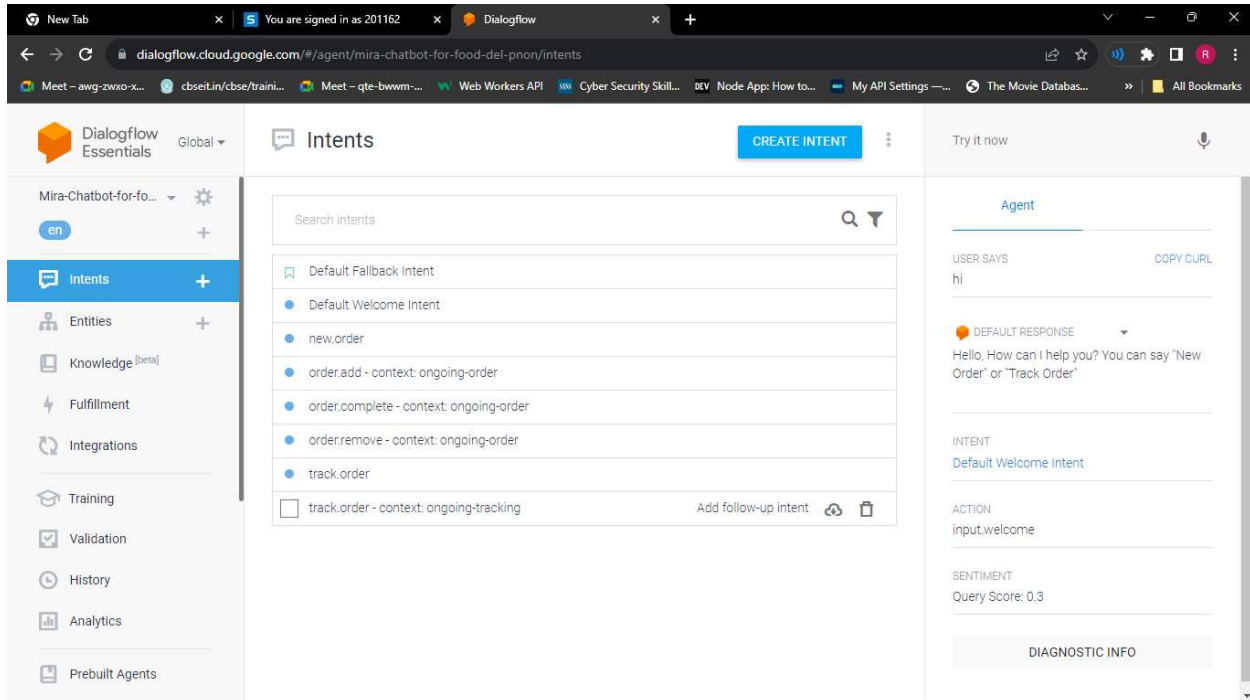 New Tab
You are signed in as 201162
Dialogflow
dialogflow.cloud.google.com/#/agent/mira-chatbot-for-food-del-pnon/intents
R
Meet – awg-zwxo-x...
cbseit.in/cbse/traini...
Meet – qte-bwwm-...
Web Workers API
Cyber Security Skill...
DEV Node App: How to...
My API Settings —...
The Movie Databas...
»
All Bookmarks
Dialogflow
Essentials
Global
Mira-Chatbot-for-fo...
en
Intents
Entities
Knowledge [beta]
Fulfillment
Integrations
Training
Validation
History
Analytics
Prebuilt Agents
Intents
CREATE INTENT
Search intents
Default Fallback Intent
Default Welcome Intent
new.order
order.add - context: ongoing-order
order.complete - context: ongoing-order
order.remove - context: ongoing-order
track.order
track.order - context: ongoing-tracking
Add follow-up intent
Try it now
Agent
USER SAYS
COPY CURL
hi
DEFAULT RESPONSE
Hello, How can I help you? You can say "New
Order" or "Track Order"
INTENT
Default Welcome Intent
ACTION
input.welcome
SENTIMENT
Query Score: 0.3
DIAGNOSTIC INFO